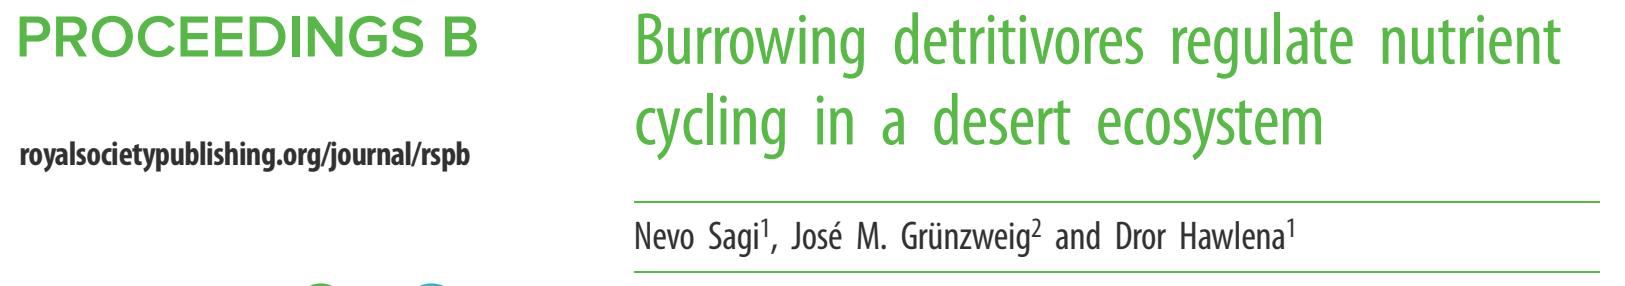 PROCEEDINGS B
royalsocietypublishing.org/journal/rspb
Burrowing detritivores regulate nutrient
cycling in a desert ecosystem
Nevo Sagi¹, José M. Grünzweig² and Dror Hawlena¹